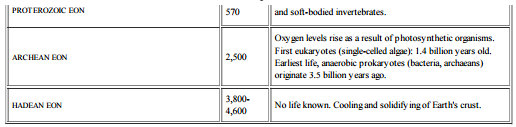 PROTEROZOIC EON
570
and soft-bodied invertebrates.
ARCHEAN EON
2,500
Oxygen levels rise as a result of photosynthetic organisms.
First eukaryotes (single-celled algae): 1.4 billion years old.
Earliest life, anaerobic prokaryotes (bacteria, archaeans)
originate 3.5 billion years ago.
HADEAN EON
3,800-
4,600
No life known. Cooling and solidifying of Earth's crust.